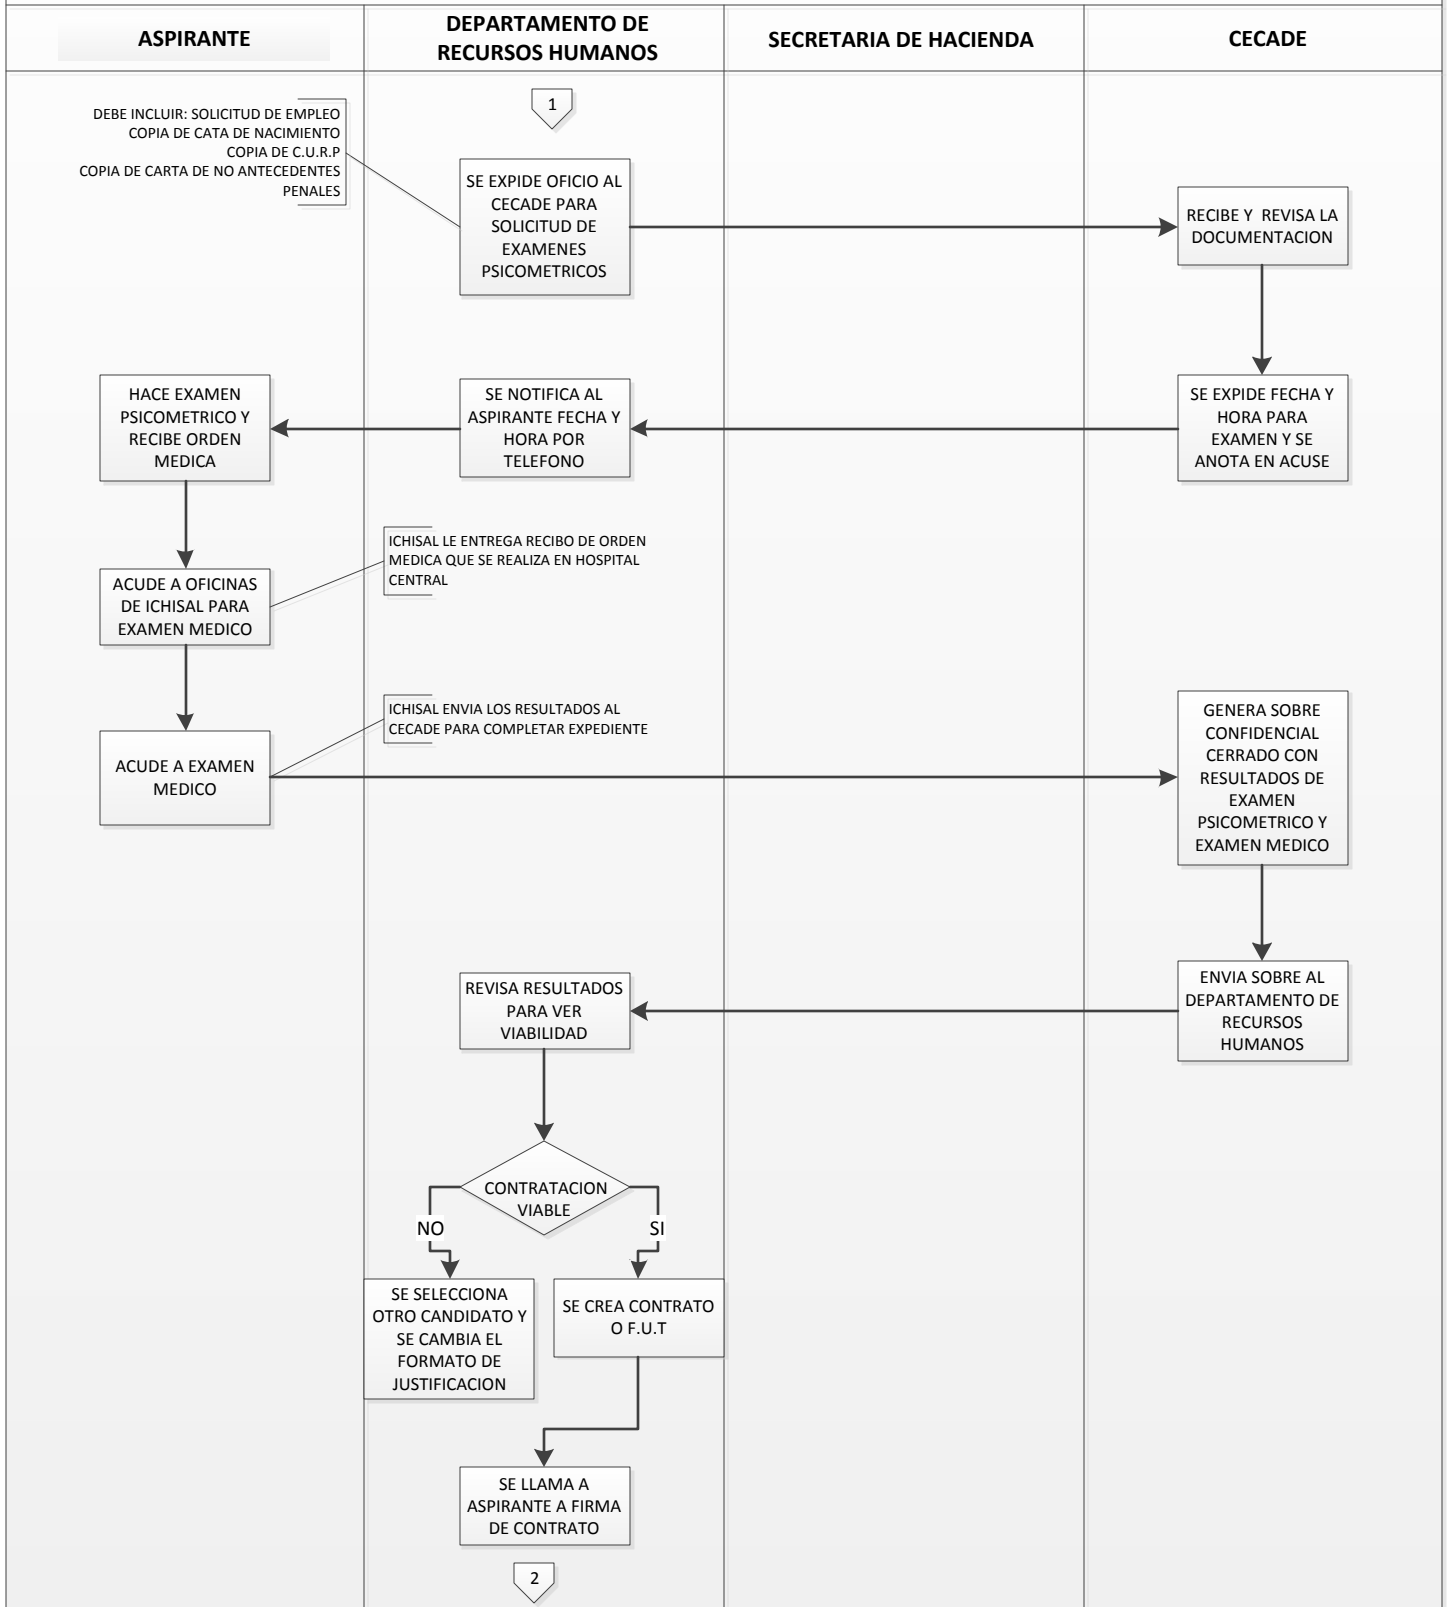 ASPIRANTE
DEPARTAMENTO DE
RECURSOS HUMANOS
SECRETARIA DE HACIENDA
CECADE
1
DEBE INCLUIR: SOLICITUD DE EMPLEO
COPIA DE CATA DE NACIMIENTO
COPIA DE C.U.R.P
COPIA DE CARTA DE NO ANTECEDENTES
PENALES
SE EXPIDE OFICIO AL
CECADE PARA
SOLICITUD DE
EXAMENES
PSICOMETRICOS
RECIBE Y REVISA LA
DOCUMENTACION
SE EXPIDE FECHA Y
HORA PARA
EXAMEN Y SE
ANOTA EN ACUSE
SE NOTIFICA AL
ASPIRANTE FECHA Y
HORA POR
TELEFONO
HACE EXAMEN
PSICOMETRICO Y
RECIBE ORDEN
MEDICA
ACUDE A OFICINAS
DE ICHISAL PARA
EXAMEN MEDICO
ICHISAL LE ENTREGA RECIBO DE ORDEN
MEDICA QUE SE REALIZA EN HOSPITAL
CENTRAL
ACUDE A EXAMEN
MEDICO
ICHISAL ENVIA LOS RESULTADOS AL
CECADE PARA COMPLETAR EXPEDIENTE
GENERA SOBRE
CONFIDENCIAL
CERRADO CON
RESULTADOS DE
EXAMEN
PSICOMETRICO Y
EXAMEN MEDICO
ENVIA SOBRE AL
DEPARTAMENTO DE
RECURSOS
HUMANOS
REVISA RESULTADOS
PARA VER
VIABILIDAD
CONTRATACION
VIABLE
NO
SI
SE SELECCIONA
OTRO CANDIDATO Y
SE CAMBIA EL
FORMATO DE
JUSTIFICACION
SE CREA CONTRATO
O F.U.T
SE LLAMA A
ASPIRANTE A FIRMA
DE CONTRATO
2